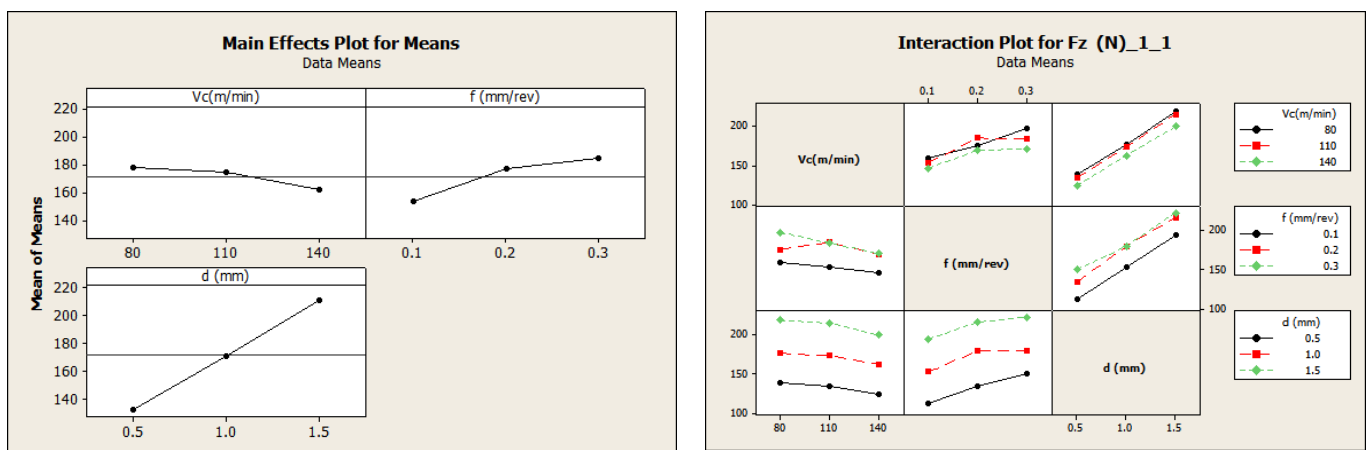 Main Effects Plot for Means
Data Means
Vc(m/min)
f (mm/rev)
220
200
180
160
140
80 110 140
0.1 0.2 0.3
d (mm)
220
200
180
160
140
0.5 1.0 1.5
Mean of Means
Interaction Plot for Fz (N)_1_1
Data Means
0.1 0.2 0.3
200
150
100
Vc(m/min)
f (mm/rev)
200
150
100
200
150
100
d (mm)
80 110 140
0.5 1.0 1.5
Vc(m/min)
80
110
140
f (mm/rev)
0.1
0.2
0.3
d (mm)
0.5
1.0
1.5